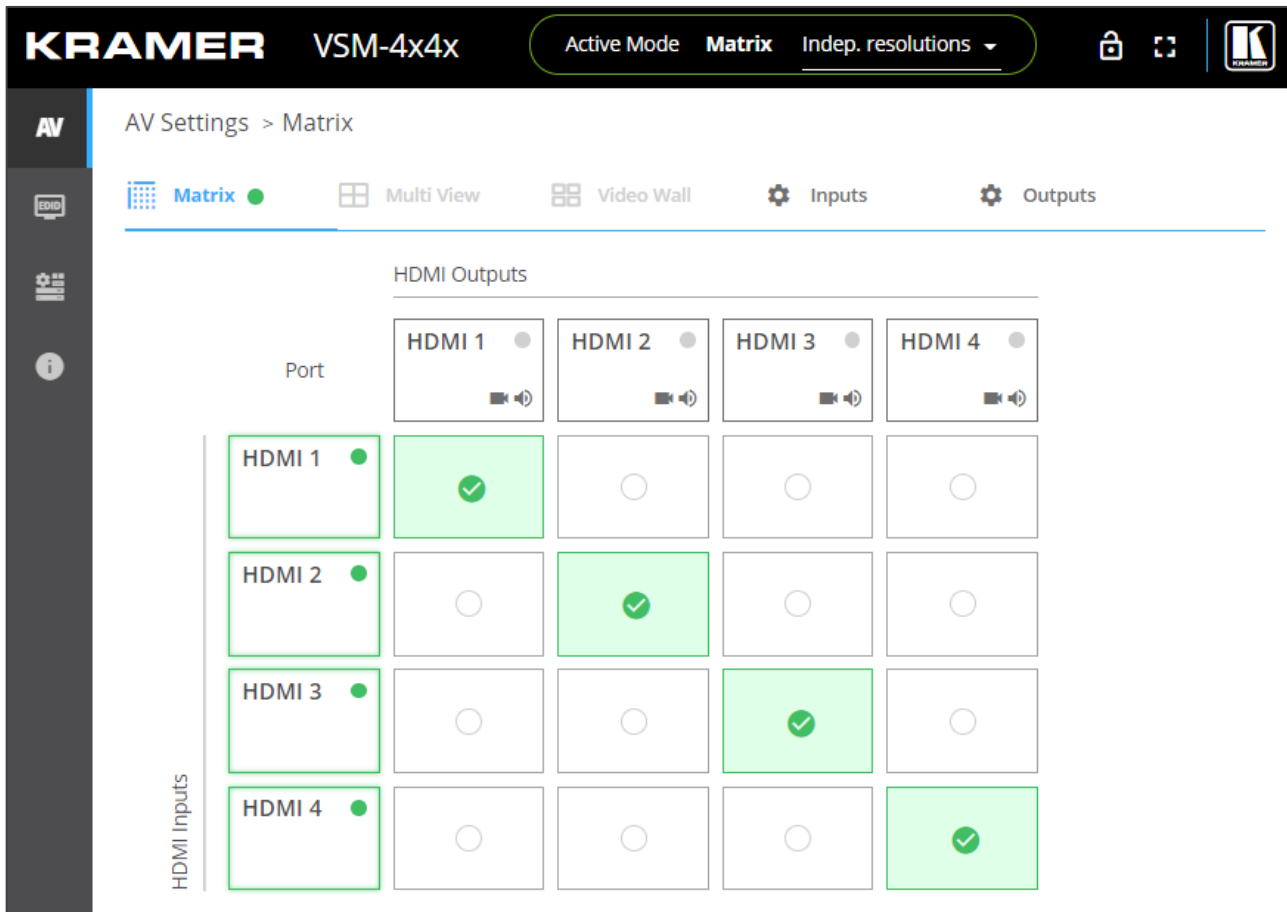 KRAMER VSM-4x4x Active Mode Matrix Indep. resolutions KRAMER
AV AV Settings > Matrix
EDID Matrix Multi View Video Wall Inputs Outputs
HDMI Outputs
HDMI 1 HDMI 2 HDMI 3 HDMI 4
Port
HDMI 1
HDMI 2
HDMI 3
HDMI 4
HDMI Inputs